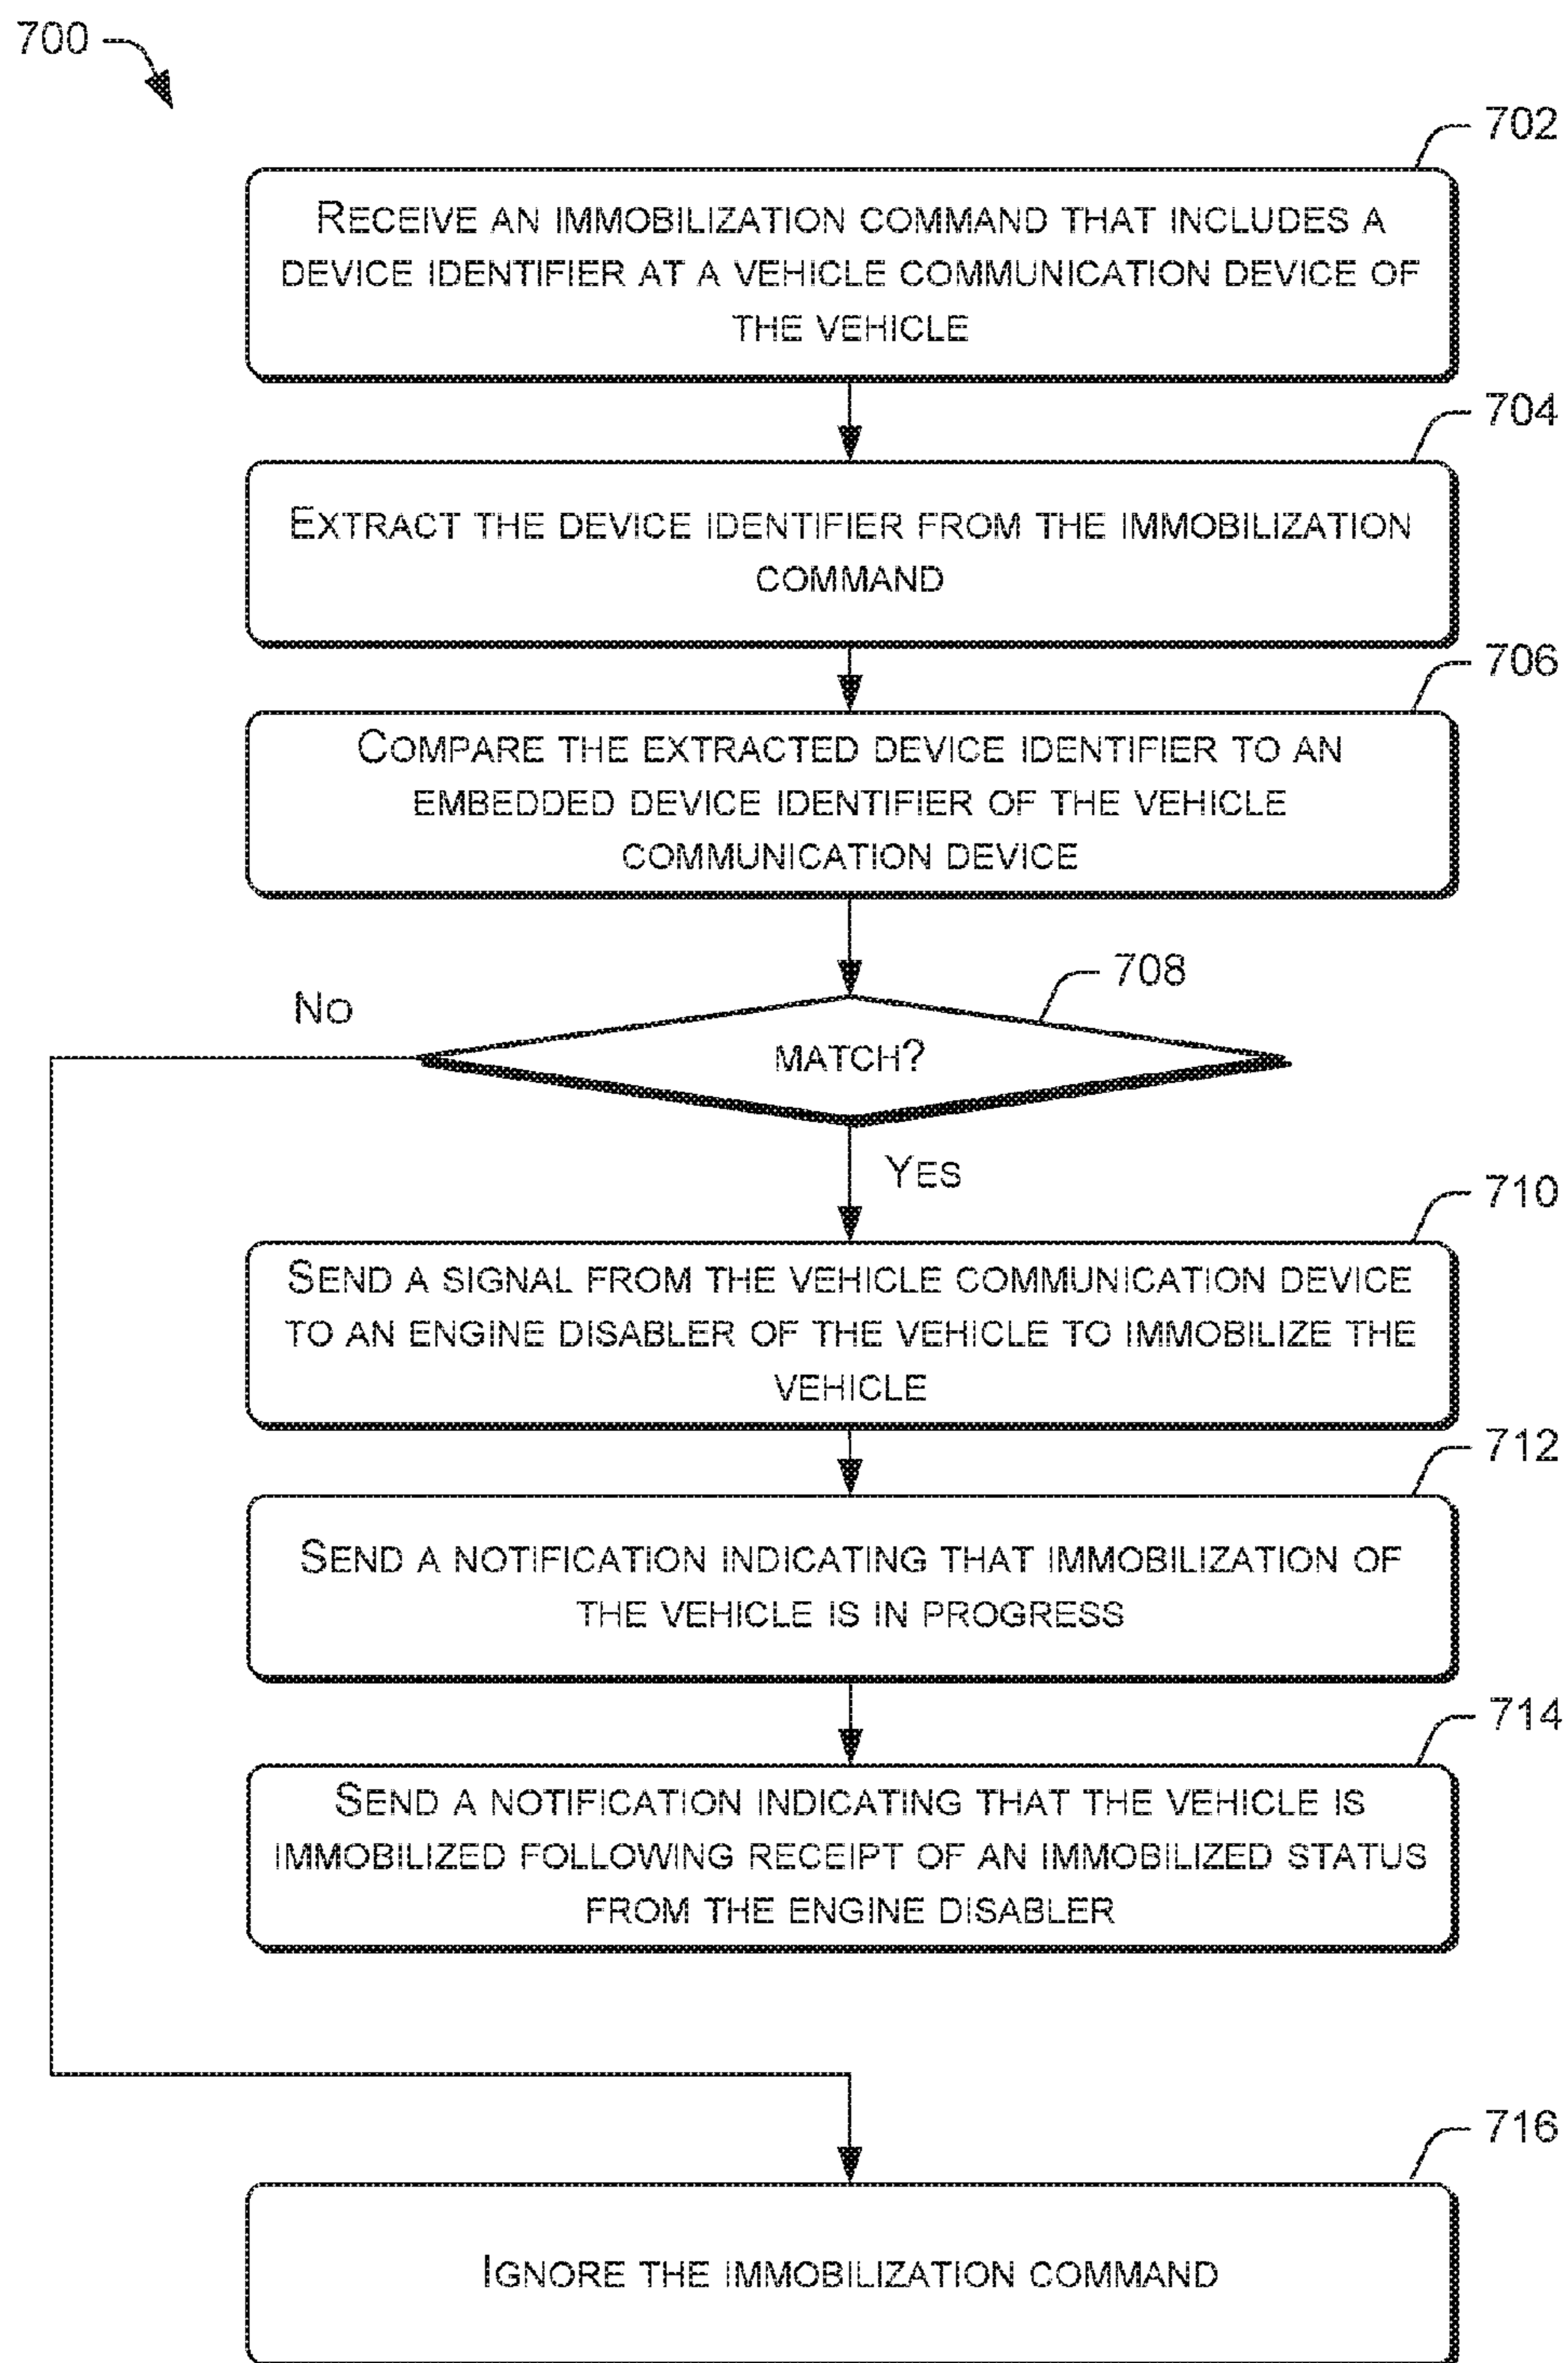 700
702
RECEIVE AN IMMOBILIZATION COMMAND THAT INCLUDES A
DEVICE IDENTIFIER AT A VEHICLE COMMUNICATION DEVICE OF
THE VEHICLE
704
EXTRACT THE DEVICE IDENTIFIER FROM THE IMMOBILIZATION
COMMAND
706
COMPARE THE EXTRACTED DEVICE IDENTIFIER TO AN
EMBEDDED DEVICE IDENTIFIER OF THE VEHICLE
COMMUNICATION DEVICE
708
NO
MATCH?
YES
710
SEND A SIGNAL FROM THE VEHICLE COMMUNICATION DEVICE
TO AN ENGINE DISABLER OF THE VEHICLE TO IMMOBILIZE THE
VEHICLE
712
SEND A NOTIFICATION INDICATING THAT IMMOBILIZATION OF
THE VEHICLE IS IN PROGRESS
714
SEND A NOTIFICATION INDICATING THAT THE VEHICLE IS
IMMOBILIZED FOLLOWING RECEIPT OF AN IMMOBILIZED STATUS
FROM THE ENGINE DISABLER
716
IGNORE THE IMMOBILIZATION COMMAND